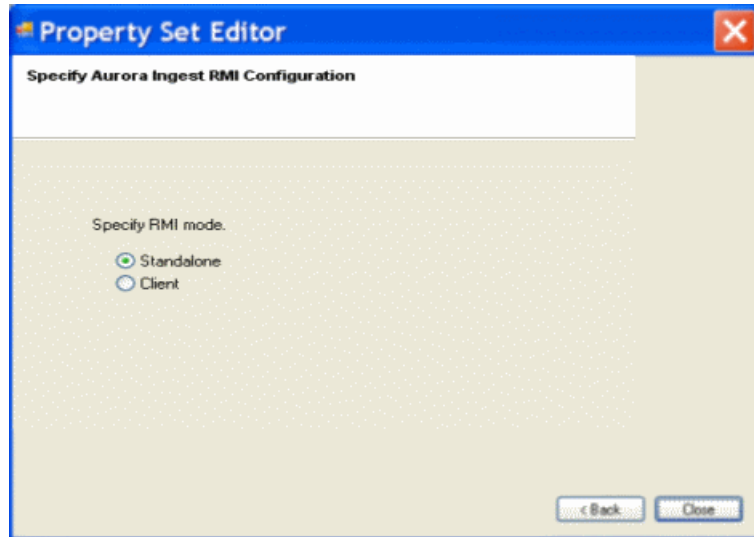 Property Set Editor
Specify Aurora Ingest RMI Configuration
Specify RMI mode.
Standalone
Client
< Back
Close